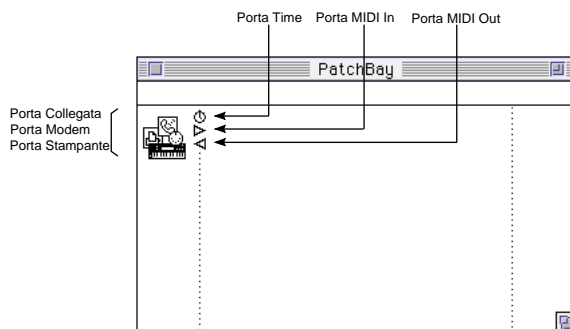 Porta Time Porta MIDI In Porta MIDI Out
PatchBay
Porta Collegata
Porta Modem
Porta Stampante